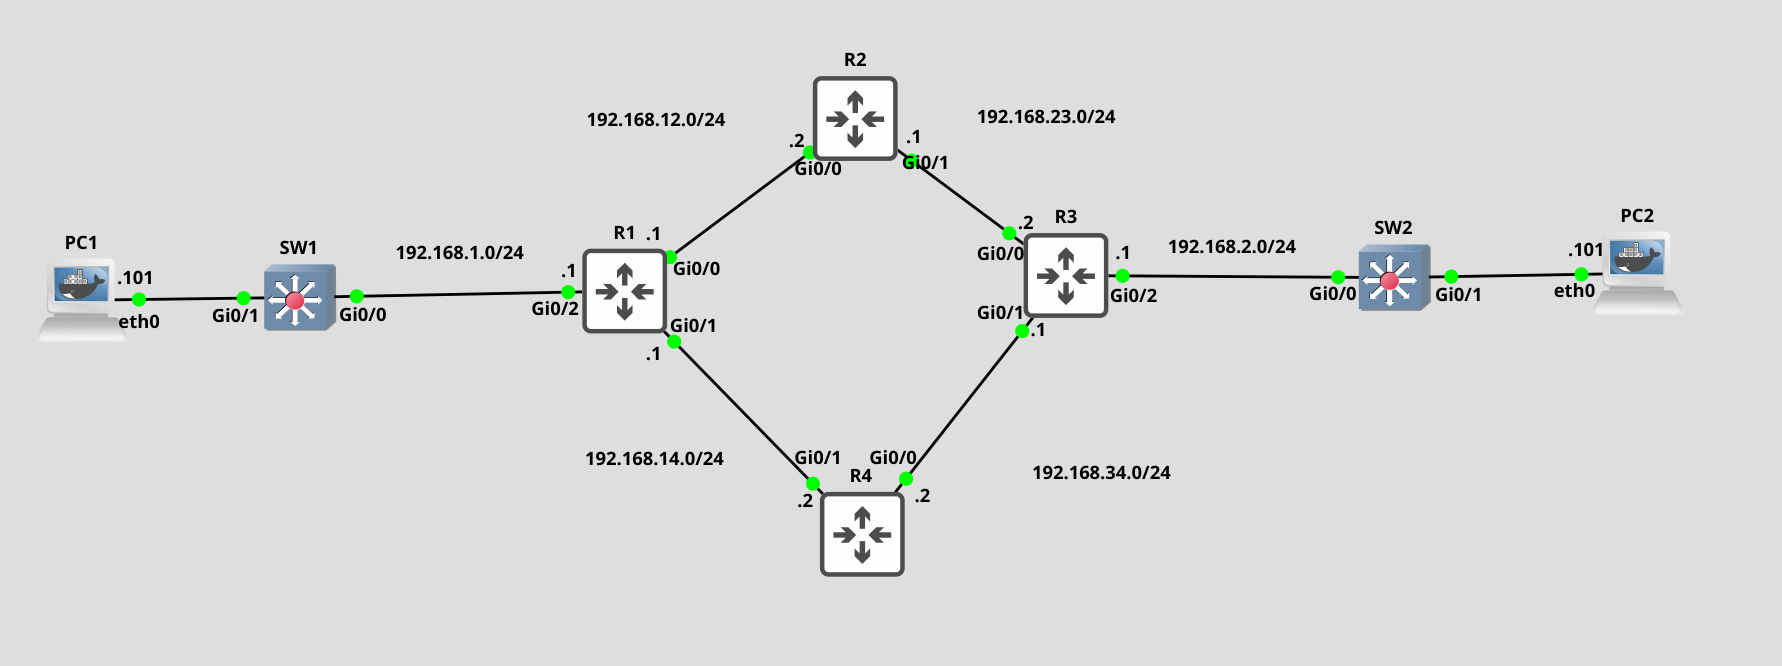 R2
192.168.12.0/24
192.168.23.0/24
.2
.1
Gi0/0
Gi0/1
PC1
SW1
192.168.1.0/24
R1
.1
.101
Gi0/1
Gi0/0
eth0
.1
Gi0/2
Gi0/0
Gi0/1
.1
R3
.2
Gi0/0
.1
Gi0/2
Gi0/1
.1
192.168.2.0/24
SW2
Gi0/0
Gi0/1
PC2
.101
eth0
192.168.14.0/24
Gi0/1
Gi0/0
R4
.2
.2
192.168.34.0/24